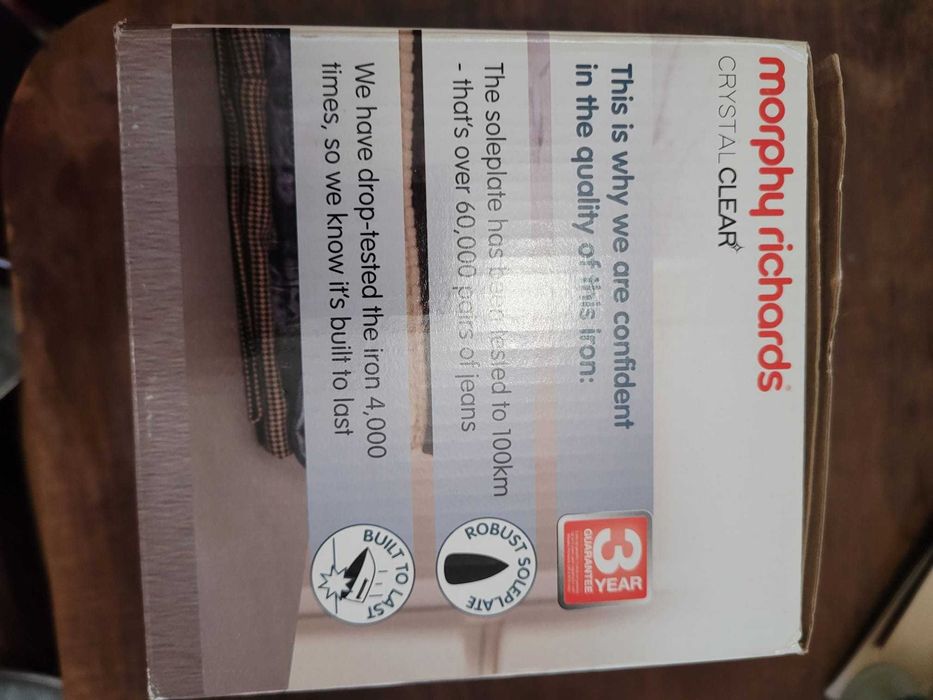 morphy richards
CRYSTALCLEAR
This is why we are confident
in the quality of this iron:
3
YEAR
GUARANTEE
The soleplate has been tested to 100km
- that's over 60,000 pairs of jeans
ROBUST SOLEPLATE
We have drop-tested the iron 4,000
times, so we know it's built to last
BUILT TO LAST